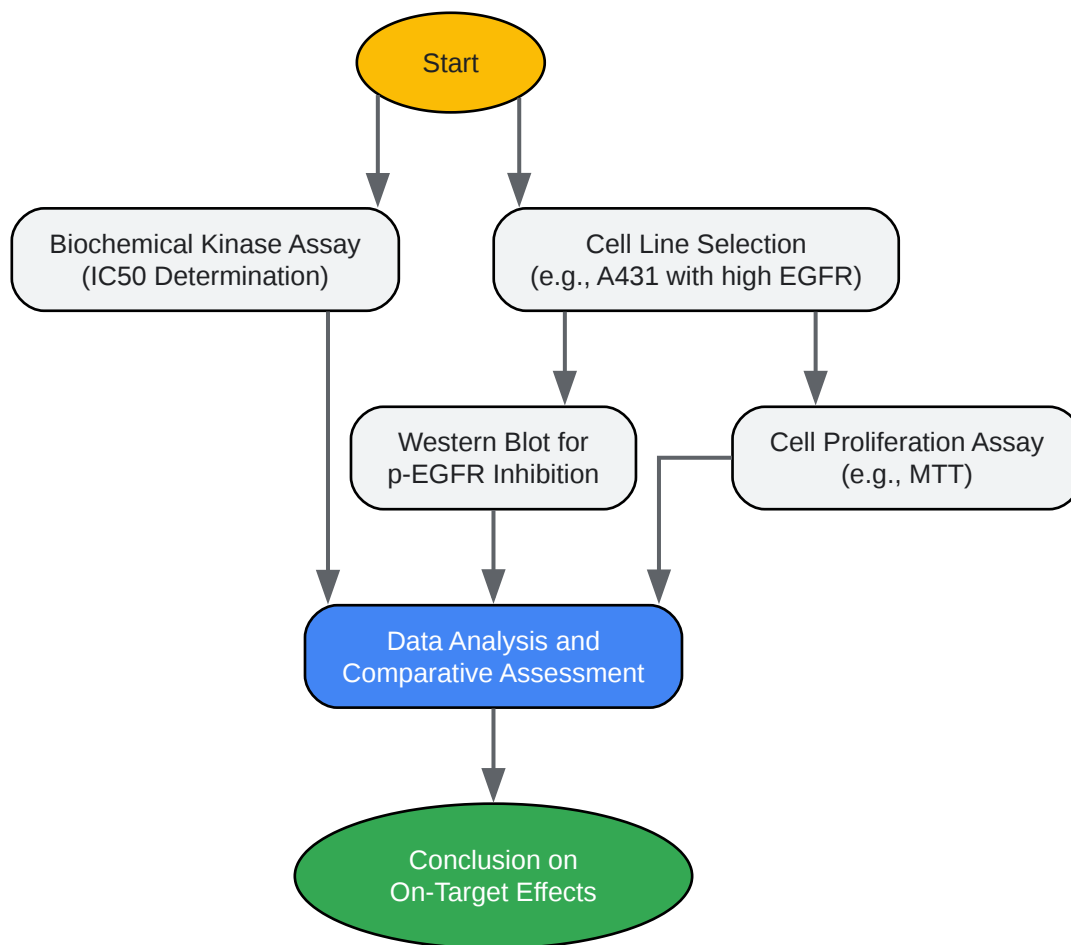 Start
Biochemical Kinase Assay
(IC50 Determination)
Cell Line Selection
(e.g., A431 with high EGFR)
Western Blot for
p-EGFR Inhibition
Cell Proliferation Assay
(e.g., MTT)
Data Analysis and
Comparative Assessment
Conclusion on
On-Target Effects